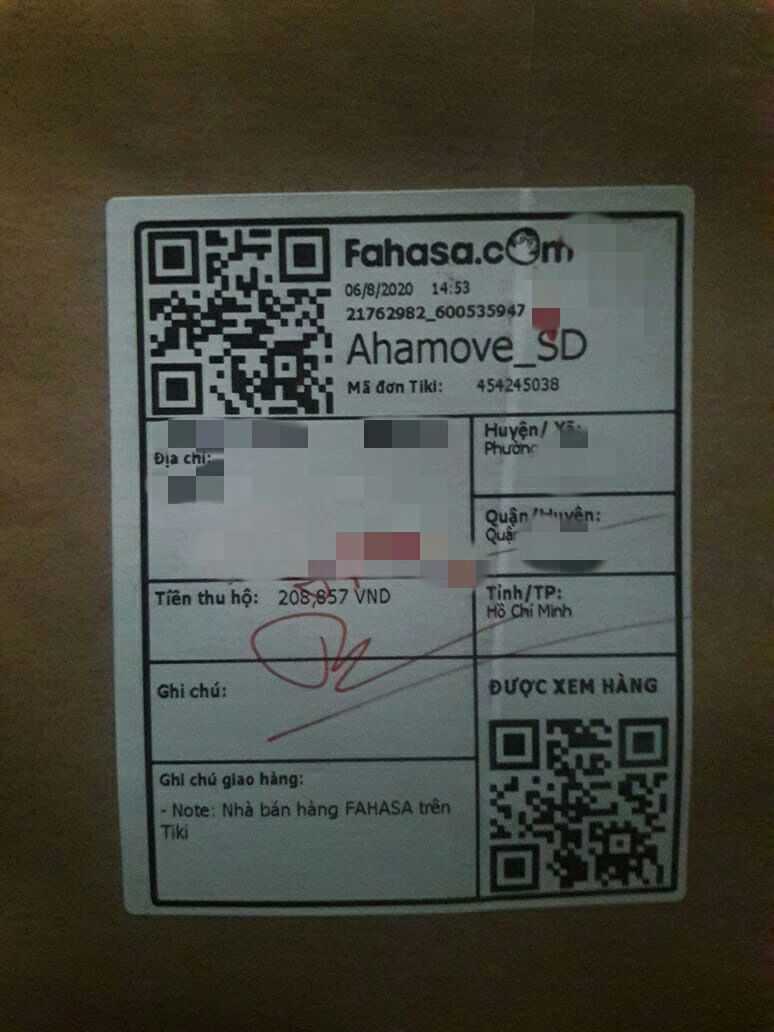 Fahasa.com
06/8/2020 14:53
21762982_600535947
Ahamove_SD
Mã đơn Tiki: 454245038
Địa chỉ:
Huyện/ Xã:
Phường
Quận/Huyện:
Quận
Tiền thu hộ: 208,857 VND
Tỉnh/TP:
Hồ Chí Minh
Ghi chú:
ĐƯỢC XEM HÀNG
Ghi chú giao hàng:
- Note: Nhà bán hàng FAHASA trên
Tiki